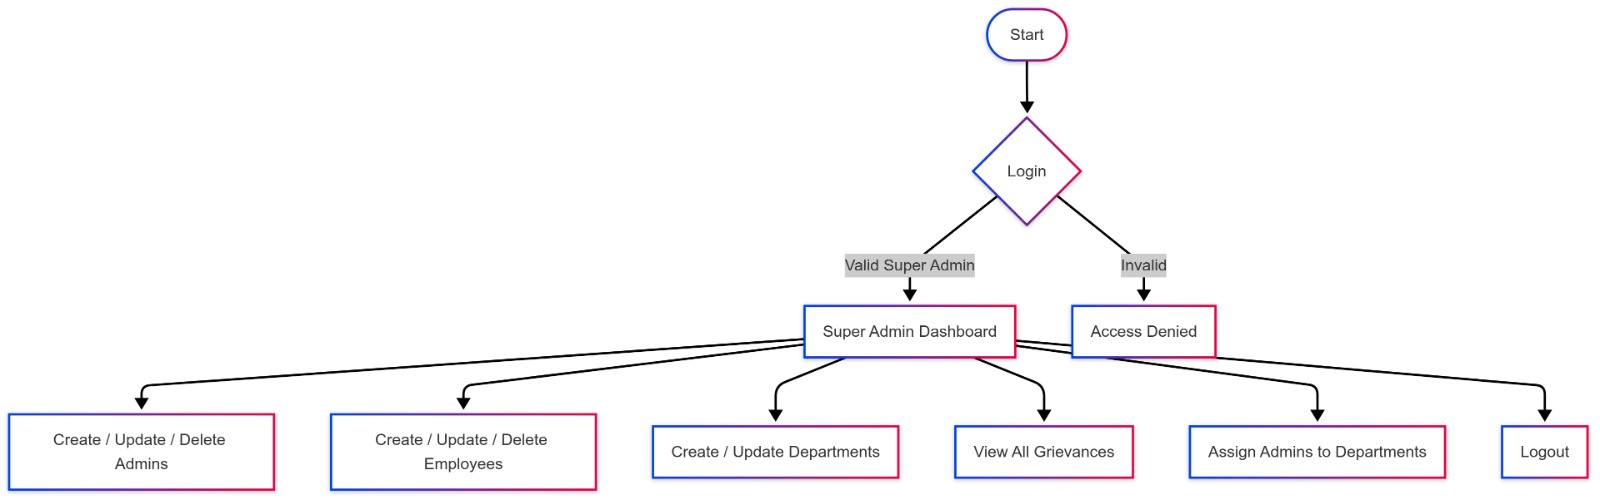 Start
Login
Valid Super Admin
Invalid
Super Admin Dashboard
Access Denied
Create / Update / Delete
Admins
Create / Update / Delete
Employees
Create / Update Departments
View All Grievances
Assign Admins to Departments
Logout